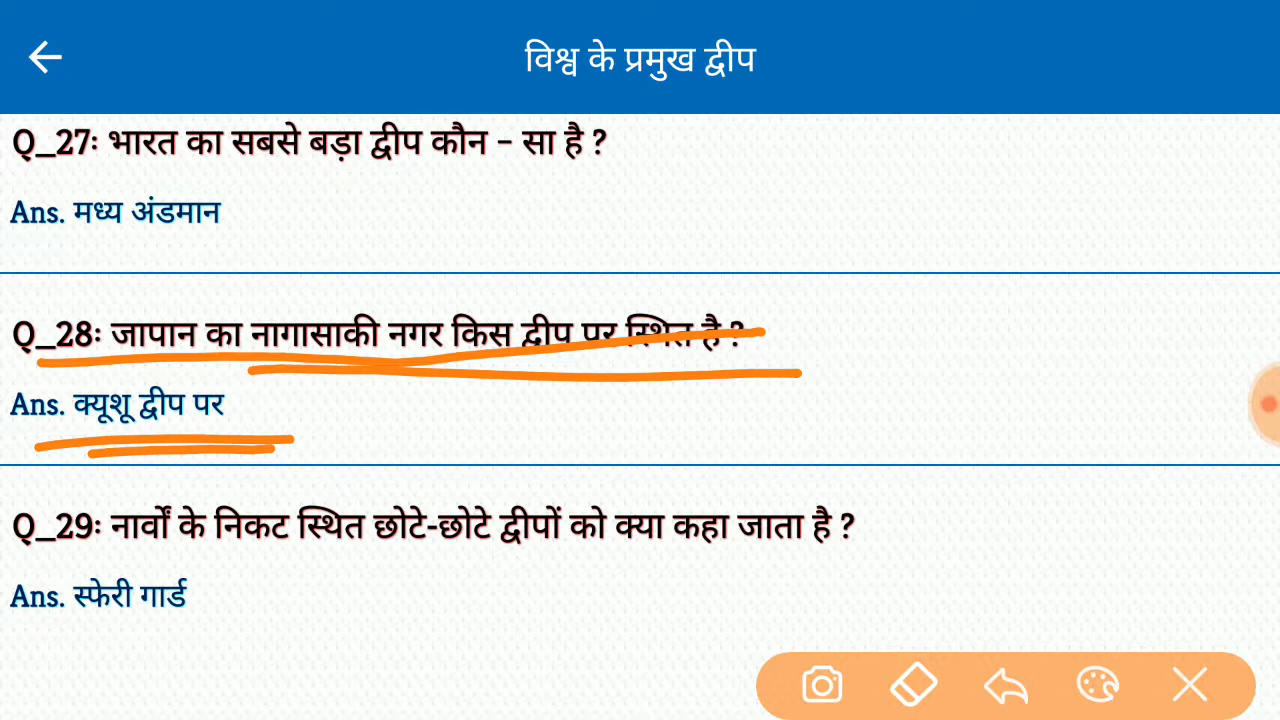 विश्व के प्रमुख द्वीप
Q_27: भारत का सबसे बड़ा द्वीप कौन – सा है ?
Ans. मध्य अंडमान
Q_28: जापान का नागासाकी नगर किस द्वीप पर स्थित है ?
Ans. क्यूशू द्वीप पर
Q_29: नार्वों के निकट स्थित छोटे-छोटे द्वीपों को क्या कहा जाता है ?
Ans. स्फेरी गार्ड